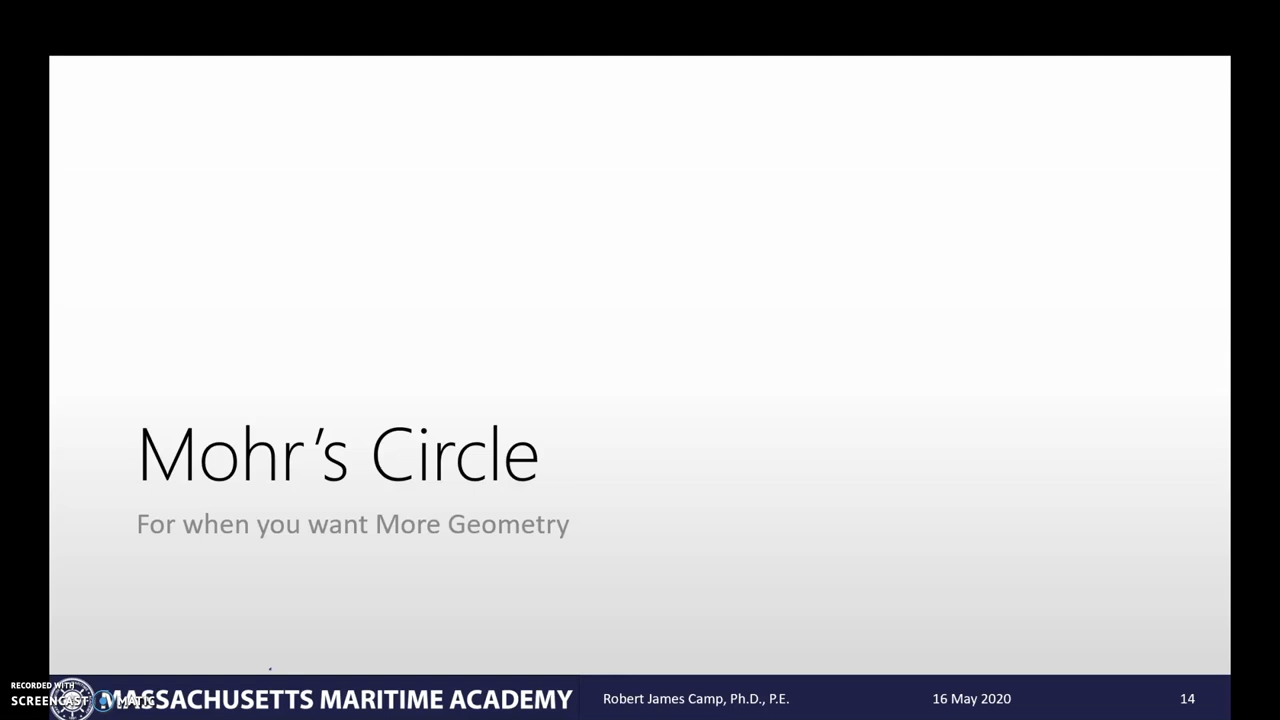 Mohr’s Circle
For when you want More Geometry
RECORDED WITH
SCREENCAST MATIC
MASSACHUSETTS MARITIME ACADEMY
Robert James Camp, Ph.D., P.E.
16 May 2020
14